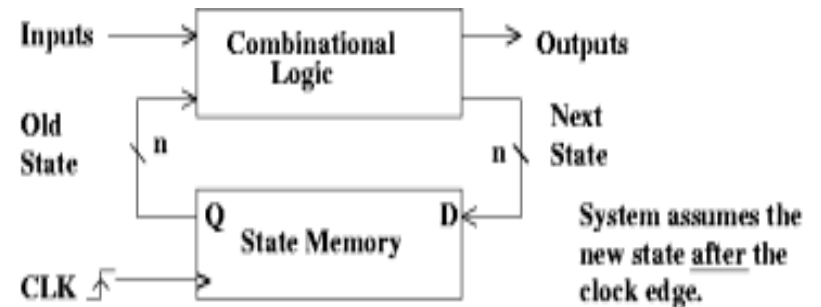 Inputs
Combinational
Logic
Outputs
Old
State
n
n
Next
State
Q
D
State Memory
CLK
System assumes the
new state after the
clock edge.